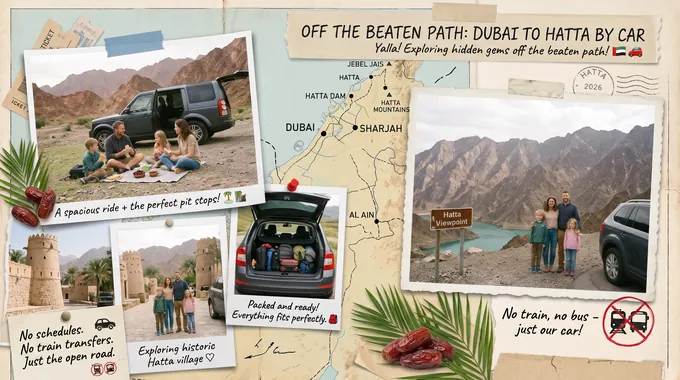 OFF THE BEATEN PATH: DUBAI TO HATTA BY CAR
Yalla! Exploring hidden gems off the beaten path!
TICKET
TICKET
HATTA
2026
JEBEL JAIS
HATTA
HATTA DAM
HATTA
MOUNTAINS
DUBAI
SHARJAH
AL AIN
A spacious ride + the perfect pit stops!
Hatta
Viewpoint
Packed and ready!
Everything fits perfectly.
No schedules.
No train transfers.
Just the open road.
Exploring historic
Hatta village ♡
No train, no bus –
just our car!